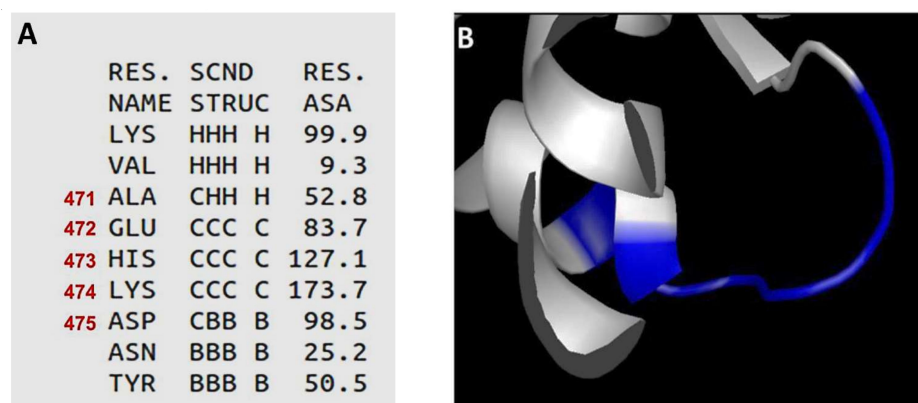 A
RES. SCND RES.
NAME STRUC ASA
LYS HHH H 99.9
VAL HHH H 9.3
471 ALA CHH H 52.8
472 GLU CCC C 83.7
473 HIS CCC C 127.1
474 LYS CCC C 173.7
475 ASP CBB B 98.5
ASN BBB B 25.2
TYR BBB B 50.5
B